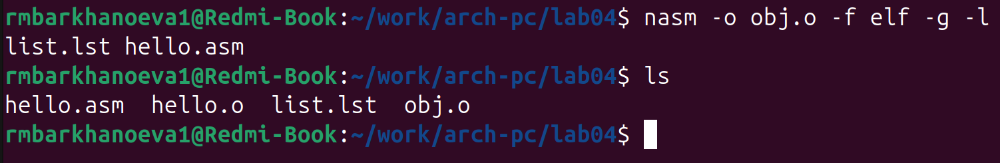 rmbarkhanoeva1@Redmi-Book:~/work/arch-pc/lab04$ nasm -o obj.o -f elf -g -l
list.lst hello.asm
rmbarkhanoeva1@Redmi-Book:~/work/arch-pc/lab04$ ls
hello.asm  hello.o  list.lst  obj.o
rmbarkhanoeva1@Redmi-Book:~/work/arch-pc/lab04$